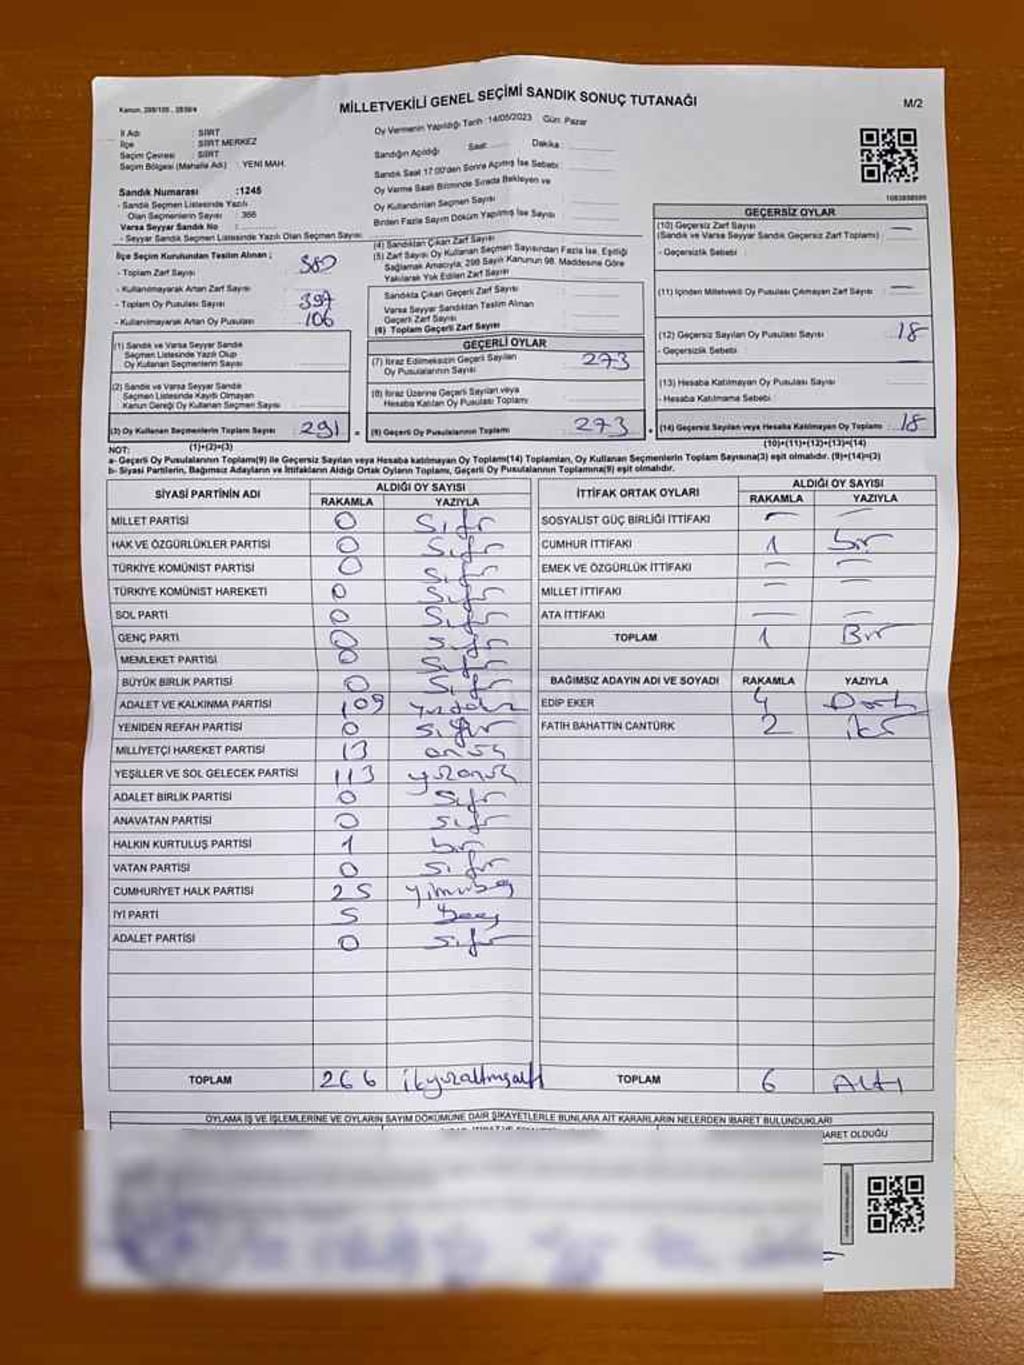 Kanun, 298/105 , 2839/4
MİLLETVEKİLİ GENEL SEÇİMİ SANDIK SONUÇ TUTANAĞI
M/2
İl Adı : SİİRT
İlçe : SİİRT MERKEZ
Seçim Çevresi : SİİRT
Seçim Bölgesi (Mahalle Adı) : YENİ MAH.
Sandık Numarası :1245
- Sandık Seçmen Listesinde Yazılı
Olan Seçmenlerin Sayısı : 366
Varsa Seyyar Sandık No :
- Seyyar Sandık Seçmen Listesinde Yazılı Olan Seçmen Sayısı:
İlçe Seçim Kurulundan Teslim Alınan ;
- Toplam Zarf Sayısı 380
- Kullanılmayarak Artan Zarf Sayısı :
- Toplam Oy Pusulası Sayısı 397
- Kullanılmayarak Artan Oy Pusulası 106
(1) Sandık ve Varsa Seyyar Sandık
Seçmen Listesinde Yazılı Olup
Oy Kullanan Seçmenlerin Sayısı :
(2) Sandık ve Varsa Seyyar Sandık
Seçmen Listesinde Kaydı Olmayan
Kanun Gereği Oy Kullanan Seçmen Sayısı :
(3) Oy Kullanan Seçmenlerin Toplam Sayısı 291
(1)+(2)=(3)
Oy Vermenin Yapıldığı Tarih :14/05/2023 Gün: Pazar
Sandığın Açıldığı Saat: Dakika:
Sandık Saat 17:00'den Sonra Açılmış İse Sebebi :
Oy Verme Saati Bitiminde Sırada Bekleyen ve
Oy Kullandırılan Seçmen Sayısı :
Birden Fazla Sayım Döküm Yapılmış İse Sayısı :
(4) Sandıktan Çıkan Zarf Sayısı
(5) Zarf Sayısı Oy Kullanan Seçmen Sayısından Fazla İse, Eşitliği
Sağlamak Amacıyla; 298 Sayılı Kanunun 98. Maddesine Göre
Yakılarak Yok Edilen Zarf Sayısı :
Sandıkta Çıkan Geçerli Zarf Sayısı :
Varsa Seyyar Sandıktan Teslim Alınan
Geçerli Zarf Sayısı :
(6) Toplam Geçerli Zarf Sayısı :
GEÇERLİ OYLAR
(7) İtiraz Edilmeksizin Geçerli Sayılan
Oy Pusulalarının Sayısı 273
(8) İtiraz Üzerine Geçerli Sayılan veya
Hesaba Katılan Oy Pusulası Toplamı :
= (9) Geçerli Oy Pusulalarının Toplamı 273 +
1083898595
GEÇERSİZ OYLAR
(10) Geçersiz Zarf Sayısı —
(Sandık ve Varsa Seyyar Sandık Geçersiz Zarf Toplamı) :
- Geçersizlik Sebebi :
(11) İçinden Milletvekili Oy Pusulası Çıkmayan Zarf Sayısı : —
(12) Geçersiz Sayılan Oy Pusulası Sayısı : 18
- Geçersizlik Sebebi :
(13) Hesaba Katılmayan Oy Pusulası Sayısı :
- Hesaba Katılmama Sebebi :
(14) Geçersiz Sayılan veya Hesaba Katılmayan Oy Toplamı : 18
(10)+(11)+(12)+(13)=(14)
NOT:
a- Geçerli Oy Pusulaları Toplamı(9) ile Geçersiz Sayılan veya Hesaba Katılmayan Oy Toplamı(14) Toplamları, Oy Kullanan Seçmenlerin Toplam Sayısına(3) eşit olmalıdır. (9)+(14)=(3)
b- Siyasi Partilerin, Bağımsız Adayların ve İttifakların Aldığı Ortak Oyların Toplamı, Geçerli Oy Pusulalarının Toplamına(9) eşit olmalıdır.
SİYASİ PARTİNİN ADI ALDIĞI OY SAYISI
RAKAMLA YAZIYLA
MİLLET PARTİSİ 0 Sıfır
HAK VE ÖZGÜRLÜKLER PARTİSİ 0 Sıfır
TÜRKİYE KOMÜNİST PARTİSİ 0 Sıfır
TÜRKİYE KOMÜNİST HAREKETİ 0 Sıfır
SOL PARTİ 0 Sıfır
GENÇ PARTİ 0 Sıfır
MEMLEKET PARTİSİ 0 Sıfır
BÜYÜK BİRLİK PARTİSİ 0 Sıfır
ADALET VE KALKINMA PARTİSİ 109
YENİDEN REFAH PARTİSİ 0 Sıfır
MİLLİYETÇİ HAREKET PARTİSİ 13 onüç
YEŞİLLER VE SOL GELECEK PARTİSİ 113 yüzonüç
ADALET BİRLİK PARTİSİ 0 Sıfır
ANAVATAN PARTİSİ 0 Sıfır
HALKIN KURTULUŞ PARTİSİ 1 bir
VATAN PARTİSİ 0 Sıfır
CUMHURİYET HALK PARTİSİ 25 Yirmibeş
İYİ PARTİ 5 Beş
ADALET PARTİSİ 0 Sıfır
TOPLAM 266 ikiyüzaltmışaltı
İTTİFAK ORTAK OYLARI ALDIĞI OY SAYISI
RAKAMLA YAZIYLA
SOSYALİST GÜÇ BİRLİĞİ İTTİFAKI — —
CUMHUR İTTİFAKI 1 bir
EMEK VE ÖZGÜRLÜK İTTİFAKI — —
MİLLET İTTİFAKI — —
ATA İTTİFAKI — —
TOPLAM 1 Bir
BAĞIMSIZ ADAYIN ADI VE SOYADI RAKAMLA YAZIYLA
EDİP EKER 4 Dört
FATİH BAHATTİN CANTÜRK 2 iki
TOPLAM 6 Altı
OYLAMA İŞ VE İŞLEMLERİNE VE OYLARIN SAYIM DÖKÜMÜNE DAİR ŞİKAYETLERLE BUNLARA AİT KARARLARIN NELERDEN İBARET BULUNDUKLARI
İBARET OLDUĞU